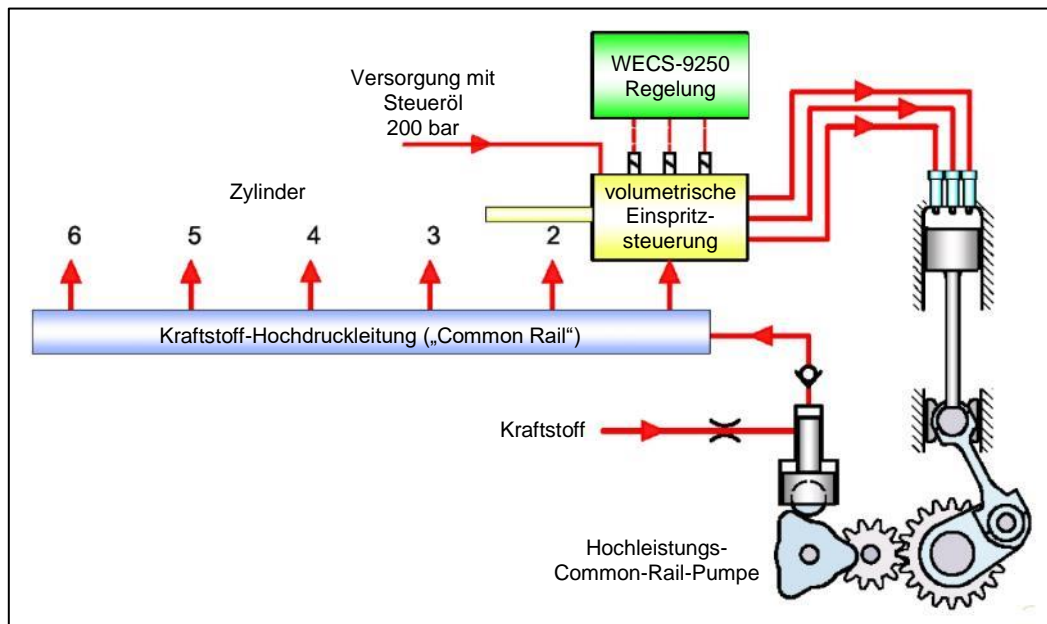 WECS-9250
Regelung
Versorgung mit
Steueröl
200 bar
volumetrische
Einspritz-
steuerung
Zylinder
6 5 4 3 2
Kraftstoff-Hochdruckleitung („Common Rail“)
Kraftstoff
Hochleistungs-
Common-Rail-Pumpe